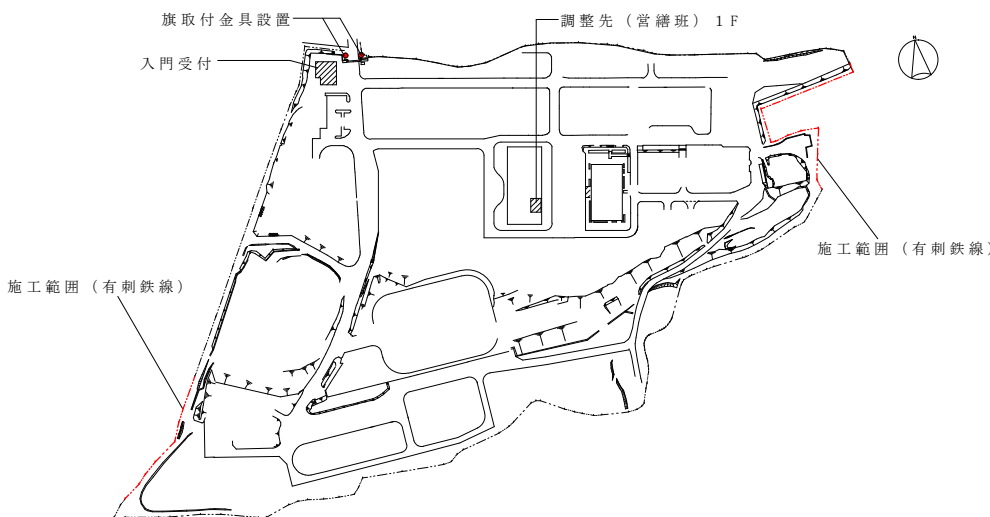 旗取付金具設置
調整先（営繕班）１Ｆ
入門受付
N
施工範囲（有刺鉄線）
施工範囲（有刺鉄線）